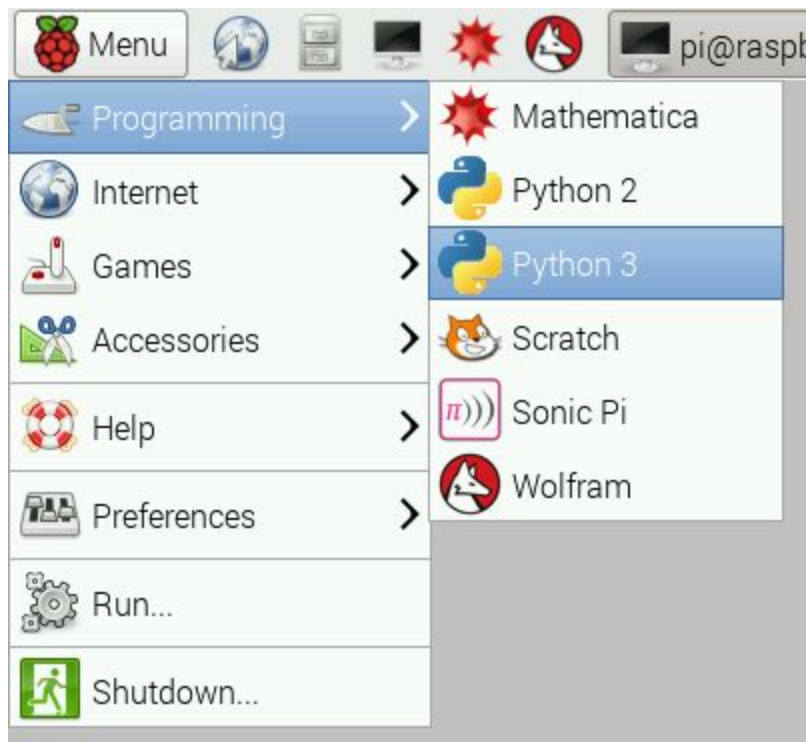 Menu
pi@raspb
Programming
Internet
Games
Accessories
Help
Preferences
Run...
Shutdown...
Mathematica
Python 2
Python 3
Scratch
π)))
Sonic Pi
Wolfram